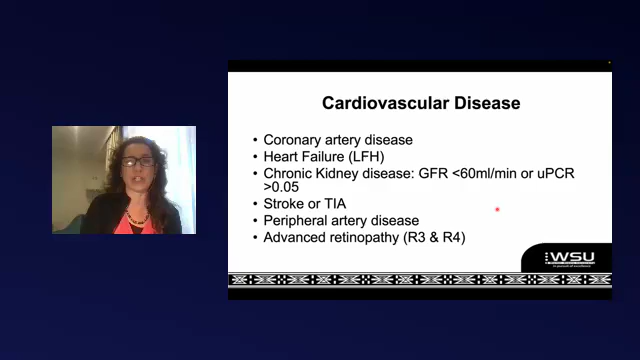 Cardiovascular Disease
• Coronary artery disease
• Heart Failure (LFH)
• Chronic Kidney disease: GFR <60ml/min or uPCR
>0.05
• Stroke or TIA
• Peripheral artery disease
• Advanced retinopathy (R3 & R4)
WSU